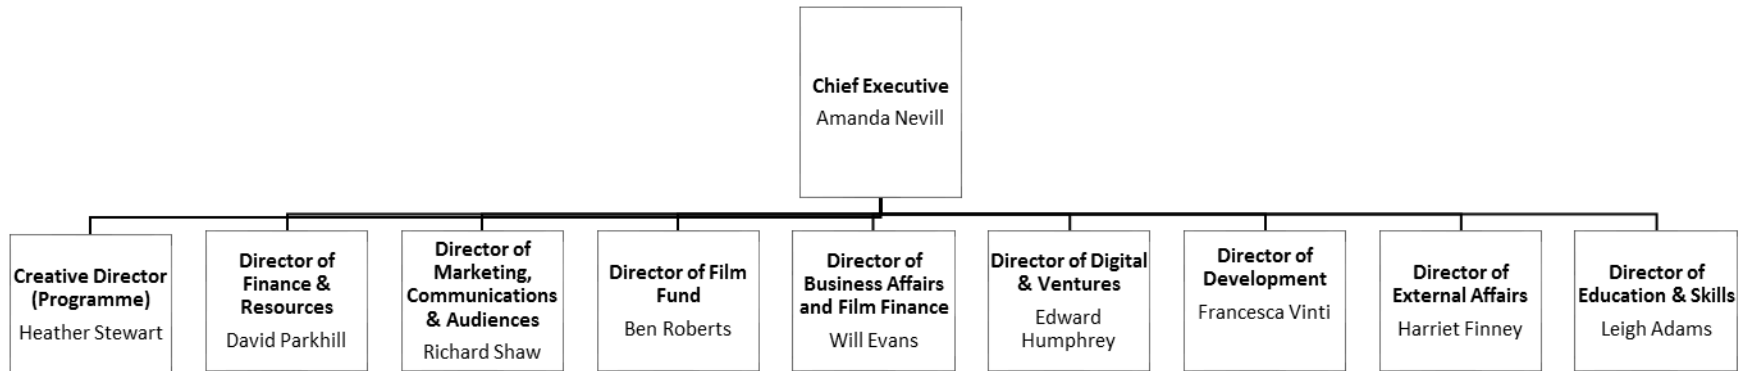 Chief Executive
Amanda Nevill
Creative Director
(Programme)
Heather Stewart
Director of
Finance &
Resources
David Parkhill
Director of
Marketing,
Communications
& Audiences
Richard Shaw
Director of Film
Fund
Ben Roberts
Director of
Business Affairs
and Film Finance
Will Evans
Director of Digital
& Ventures
Edward
Humphrey
Director of
Development
Francesca Vinti
Director of
External Affairs
Harriet Finney
Director of
Education & Skills
Leigh Adams